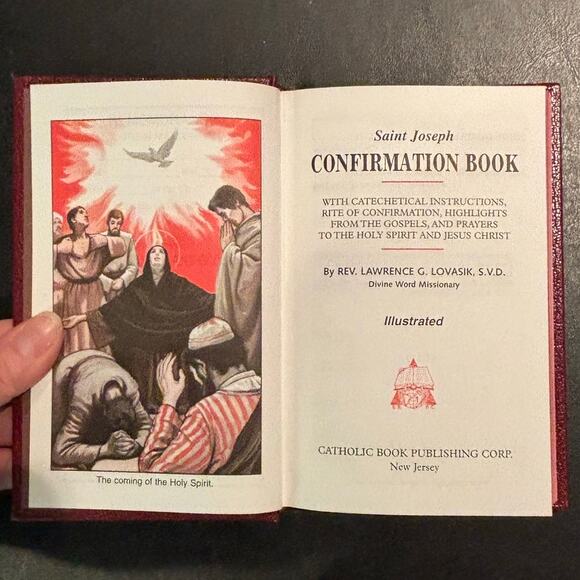 The coming of the Holy Spirit.
Saint Joseph
CONFIRMATION BOOK
WITH CATECHETICAL INSTRUCTIONS,
RITE OF CONFIRMATION, HIGHLIGHTS
FROM THE GOSPELS, AND PRAYERS
TO THE HOLY SPIRIT AND JESUS CHRIST
By REV. LAWRENCE G. LOVASIK, S.V.D.
Divine Word Missionary
Illustrated
CATHOLIC BOOK PUBLISHING CORP.
New Jersey